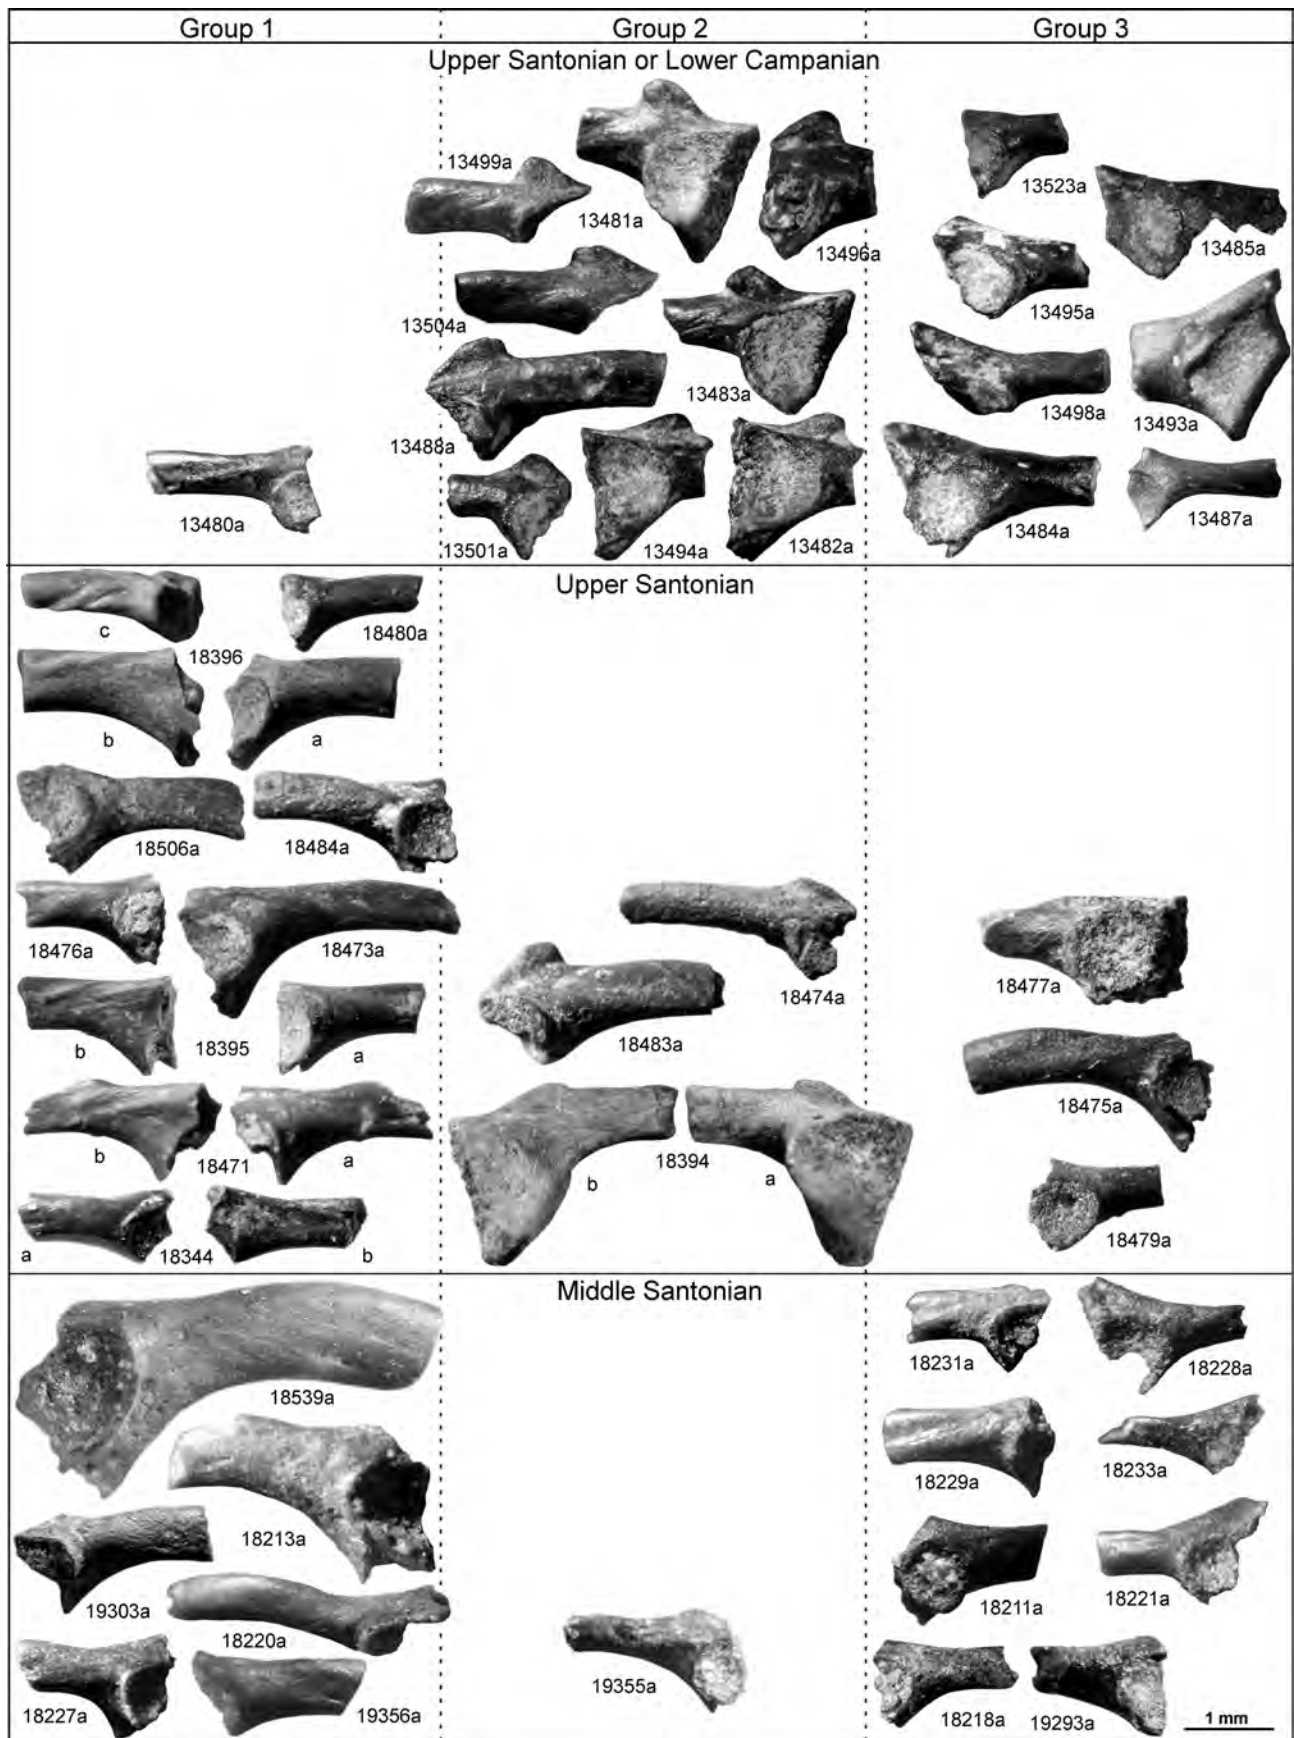 Group 1 Group 2 Group 3
Upper Santonian or Lower Campanian
13499a
13481a
13496a
13523a
13485a
13495a
13504a
13483a
13498a
13493a
13488a
13480a
13501a
13494a
13482a
13484a
13487a
Upper Santonian
c
18396
18480a
b
a
18506a
18484a
18476a
18473a
18474a
18477a
b
18395
a
18483a
18475a
b
18471
a
b
18394
a
a
18344
b
18479a
Middle Santonian
18539a
18231a
18228a
18213a
18229a
18233a
19303a
18220a
18211a
18221a
18227a
19356a
19355a
18218a
19293a
1 mm